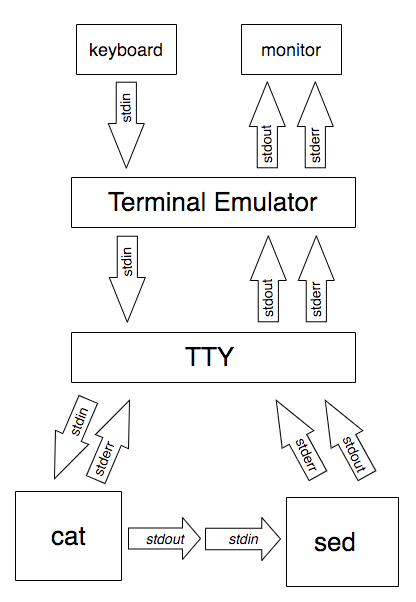 keyboard
monitor
stdin
stdout
stderr
Terminal Emulator
stdin
stdout
stderr
TTY
stdin
stderr
stderr
stdout
cat
stdout
stdin
sed